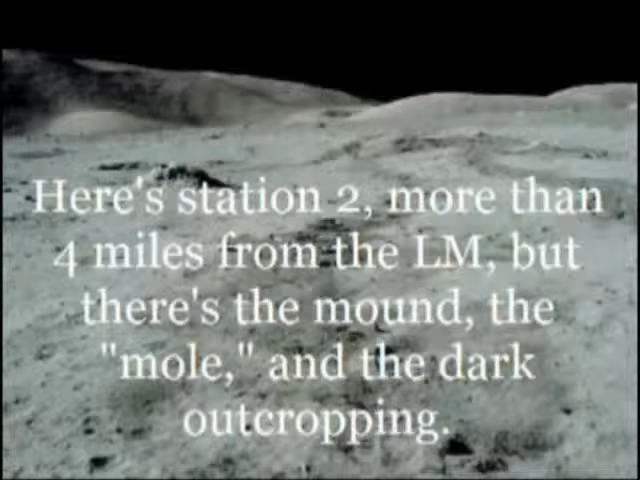 Here's station 2, more than
4 miles from the LM, but
there's the mound, the
"mole," and the dark
outcropping.